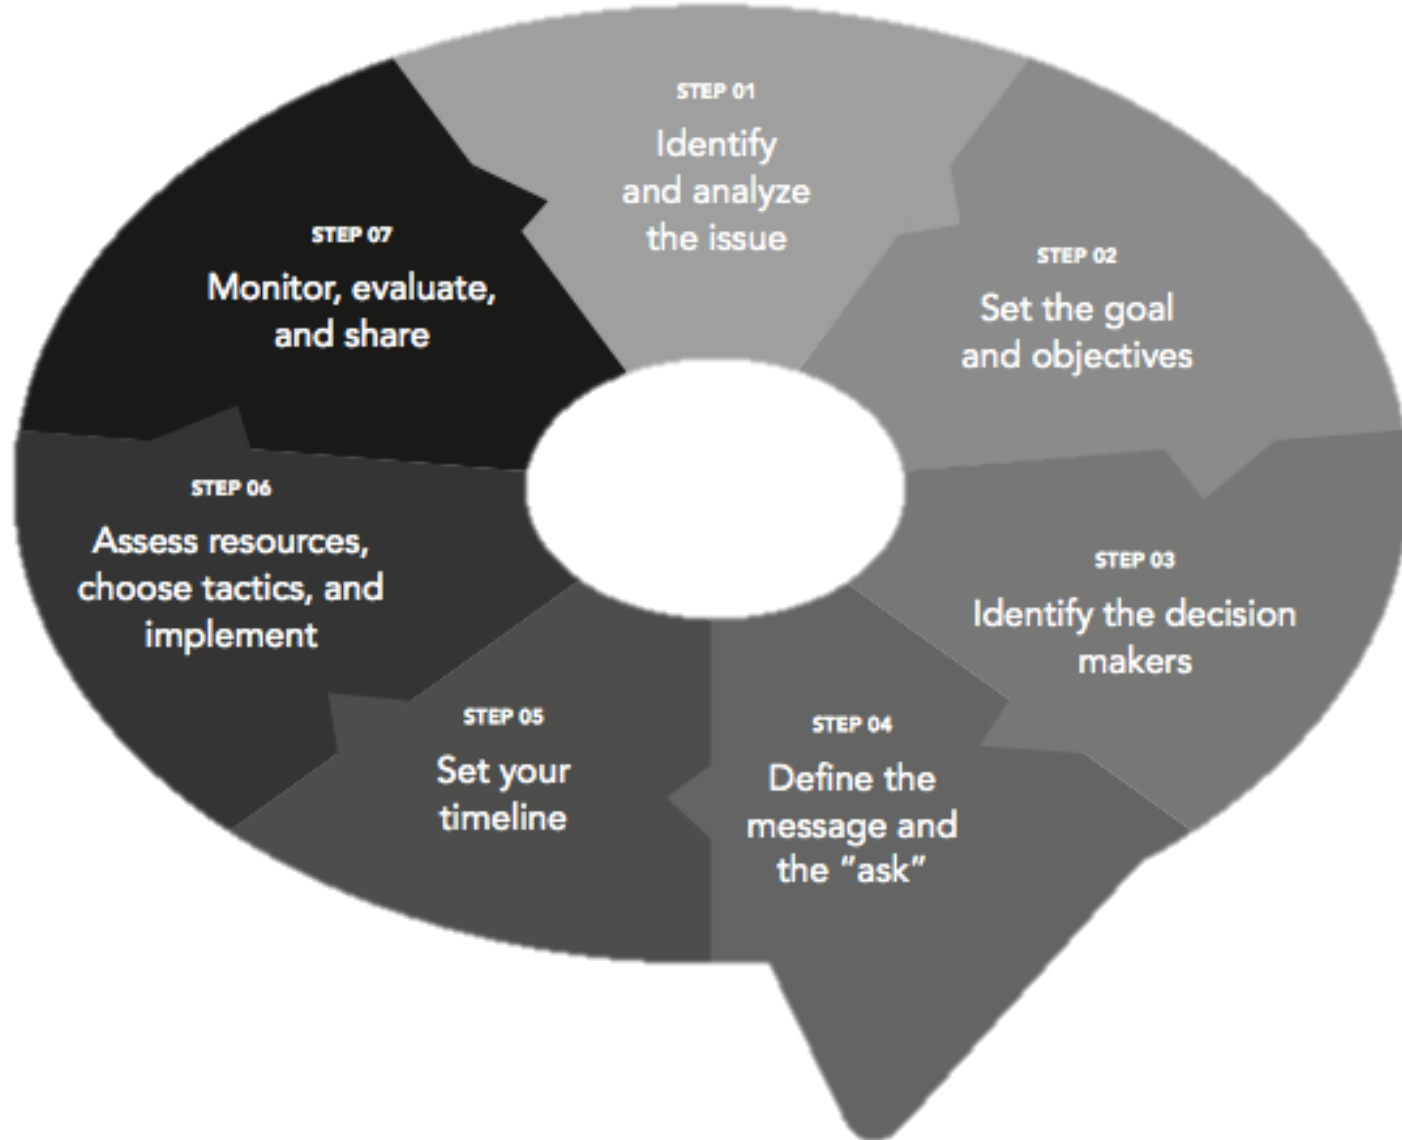 STEP 01
Identify
and analyze
the issue
STEP 02
Set the goal
and objectives
STEP 03
Identify the decision
makers
STEP 04
Define the
message and
the “ask”
STEP 05
Set your
timeline
STEP 06
Assess resources,
choose tactics, and
implement
STEP 07
Monitor, evaluate,
and share